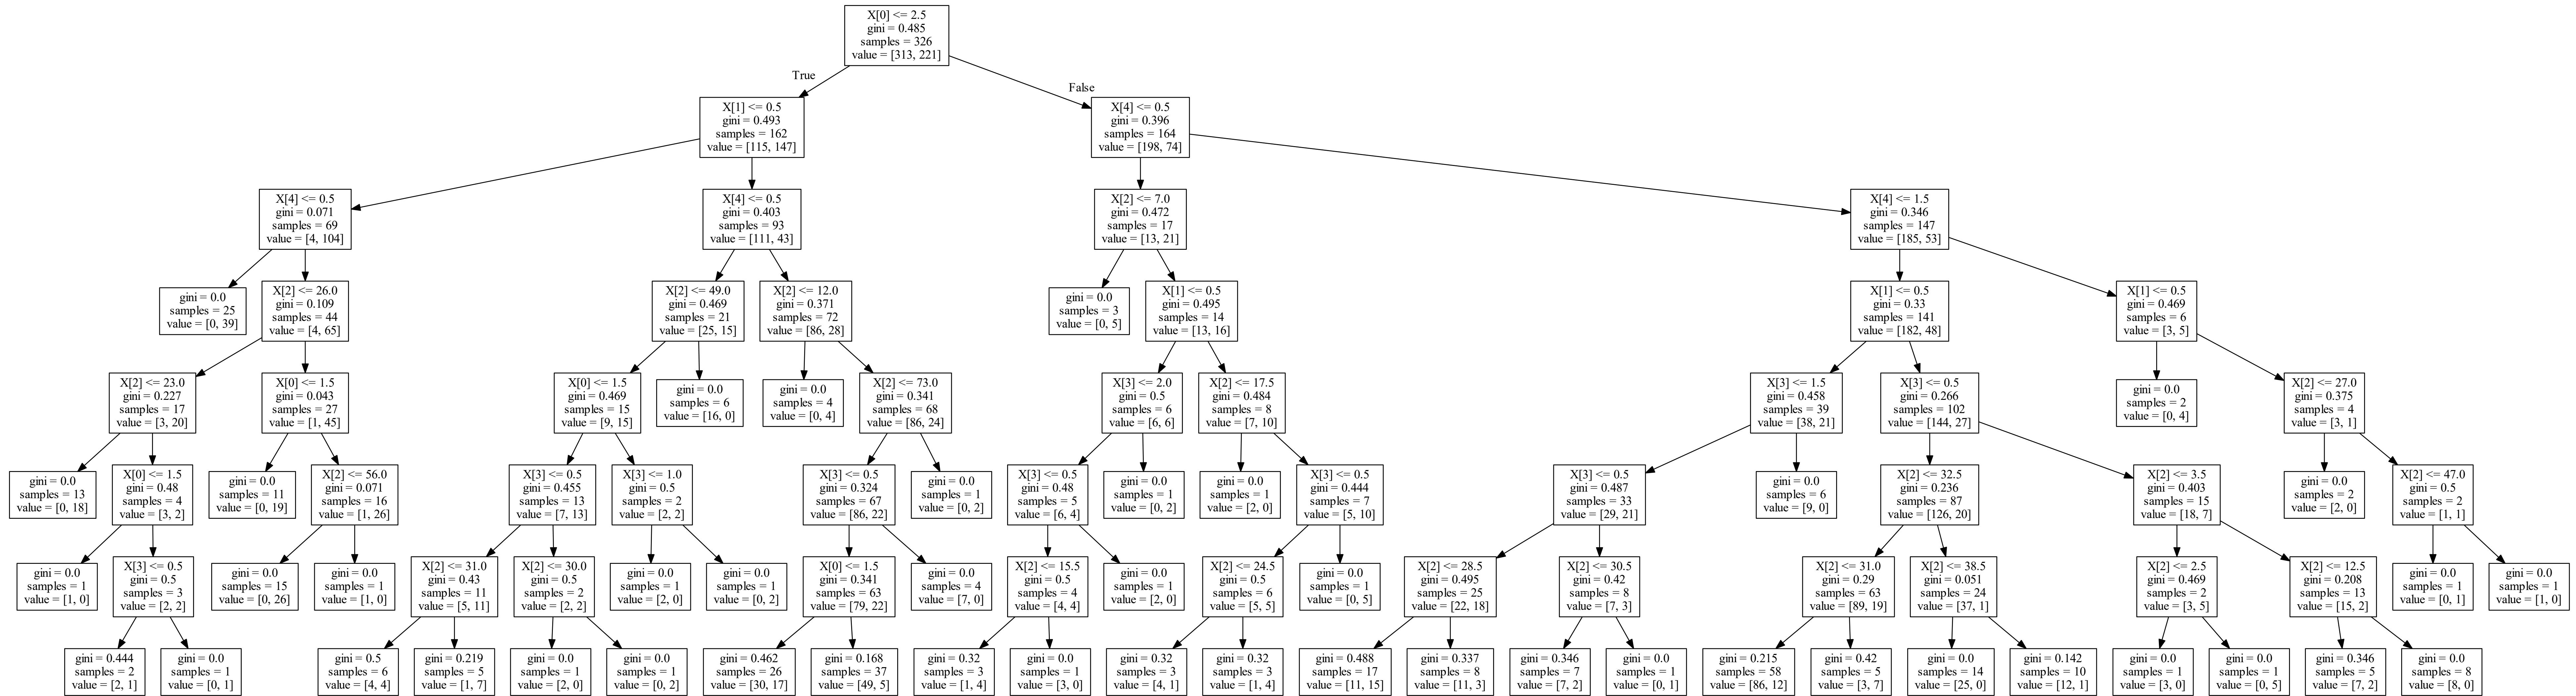 X[0] <= 2.5
gini = 0.485
samples = 326
value = [313, 221]
True
False
X[1] <= 0.5
gini = 0.493
samples = 162
value = [115, 147]
X[4] <= 0.5
gini = 0.396
samples = 164
value = [198, 74]
X[4] <= 0.5
gini = 0.071
samples = 69
value = [4, 104]
X[4] <= 0.5
gini = 0.403
samples = 93
value = [111, 43]
X[2] <= 7.0
gini = 0.472
samples = 17
value = [13, 21]
X[4] <= 1.5
gini = 0.346
samples = 147
value = [185, 53]
gini = 0.0
samples = 25
value = [0, 39]
X[2] <= 26.0
gini = 0.109
samples = 44
value = [4, 65]
X[2] <= 49.0
gini = 0.469
samples = 21
value = [25, 15]
X[2] <= 12.0
gini = 0.371
samples = 72
value = [86, 28]
gini = 0.0
samples = 3
value = [0, 5]
X[1] <= 0.5
gini = 0.495
samples = 14
value = [13, 16]
X[1] <= 0.5
gini = 0.33
samples = 141
value = [182, 48]
X[1] <= 0.5
gini = 0.469
samples = 6
value = [3, 5]
X[2] <= 23.0
gini = 0.227
samples = 17
value = [3, 20]
X[0] <= 1.5
gini = 0.043
samples = 27
value = [1, 45]
X[0] <= 1.5
gini = 0.469
samples = 15
value = [9, 15]
gini = 0.0
samples = 6
value = [16, 0]
gini = 0.0
samples = 4
value = [0, 4]
X[2] <= 73.0
gini = 0.341
samples = 68
value = [86, 24]
X[3] <= 2.0
gini = 0.5
samples = 6
value = [6, 6]
X[2] <= 17.5
gini = 0.484
samples = 8
value = [7, 10]
X[3] <= 1.5
gini = 0.458
samples = 39
value = [38, 21]
X[3] <= 0.5
gini = 0.266
samples = 102
value = [144, 27]
gini = 0.0
samples = 2
value = [0, 4]
X[2] <= 27.0
gini = 0.375
samples = 4
value = [3, 1]
gini = 0.0
samples = 13
value = [0, 18]
X[0] <= 1.5
gini = 0.48
samples = 4
value = [3, 2]
gini = 0.0
samples = 11
value = [0, 19]
X[2] <= 56.0
gini = 0.071
samples = 16
value = [1, 26]
X[3] <= 0.5
gini = 0.455
samples = 13
value = [7, 13]
X[3] <= 1.0
gini = 0.5
samples = 2
value = [2, 2]
X[3] <= 0.5
gini = 0.324
samples = 67
value = [86, 22]
gini = 0.0
samples = 1
value = [0, 2]
X[3] <= 0.5
gini = 0.48
samples = 5
value = [6, 4]
gini = 0.0
samples = 1
value = [0, 2]
gini = 0.0
samples = 1
value = [2, 0]
X[3] <= 0.5
gini = 0.444
samples = 7
value = [5, 10]
X[3] <= 0.5
gini = 0.487
samples = 33
value = [29, 21]
gini = 0.0
samples = 6
value = [9, 0]
X[2] <= 32.5
gini = 0.236
samples = 87
value = [126, 20]
X[2] <= 3.5
gini = 0.403
samples = 15
value = [18, 7]
gini = 0.0
samples = 2
value = [2, 0]
X[2] <= 47.0
gini = 0.5
samples = 2
value = [1, 1]
gini = 0.0
samples = 1
value = [1, 0]
X[3] <= 0.5
gini = 0.5
samples = 3
value = [2, 2]
gini = 0.0
samples = 15
value = [0, 26]
gini = 0.0
samples = 1
value = [1, 0]
X[2] <= 31.0
gini = 0.43
samples = 11
value = [5, 11]
X[2] <= 30.0
gini = 0.5
samples = 2
value = [2, 2]
gini = 0.0
samples = 1
value = [2, 0]
gini = 0.0
samples = 1
value = [0, 2]
X[0] <= 1.5
gini = 0.341
samples = 63
value = [79, 22]
gini = 0.0
samples = 4
value = [7, 0]
X[2] <= 15.5
gini = 0.5
samples = 4
value = [4, 4]
gini = 0.0
samples = 1
value = [2, 0]
X[2] <= 24.5
gini = 0.5
samples = 6
value = [5, 5]
gini = 0.0
samples = 1
value = [0, 5]
X[2] <= 28.5
gini = 0.495
samples = 25
value = [22, 18]
X[2] <= 30.5
gini = 0.42
samples = 8
value = [7, 3]
X[2] <= 31.0
gini = 0.29
samples = 63
value = [89, 19]
X[2] <= 38.5
gini = 0.051
samples = 24
value = [37, 1]
X[2] <= 2.5
gini = 0.469
samples = 2
value = [3, 5]
X[2] <= 12.5
gini = 0.208
samples = 13
value = [15, 2]
gini = 0.0
samples = 1
value = [0, 1]
gini = 0.0
samples = 1
value = [1, 0]
gini = 0.444
samples = 2
value = [2, 1]
gini = 0.0
samples = 1
value = [0, 1]
gini = 0.5
samples = 6
value = [4, 4]
gini = 0.219
samples = 5
value = [1, 7]
gini = 0.0
samples = 1
value = [2, 0]
gini = 0.0
samples = 1
value = [0, 2]
gini = 0.462
samples = 26
value = [30, 17]
gini = 0.168
samples = 37
value = [49, 5]
gini = 0.32
samples = 3
value = [1, 4]
gini = 0.0
samples = 1
value = [3, 0]
gini = 0.32
samples = 3
value = [4, 1]
gini = 0.32
samples = 3
value = [1, 4]
gini = 0.488
samples = 17
value = [11, 15]
gini = 0.337
samples = 8
value = [11, 3]
gini = 0.346
samples = 7
value = [7, 2]
gini = 0.0
samples = 1
value = [0, 1]
gini = 0.215
samples = 58
value = [86, 12]
gini = 0.42
samples = 5
value = [3, 7]
gini = 0.0
samples = 14
value = [25, 0]
gini = 0.142
samples = 10
value = [12, 1]
gini = 0.0
samples = 1
value = [3, 0]
gini = 0.0
samples = 1
value = [0, 5]
gini = 0.346
samples = 5
value = [7, 2]
gini = 0.0
samples = 8
value = [8, 0]